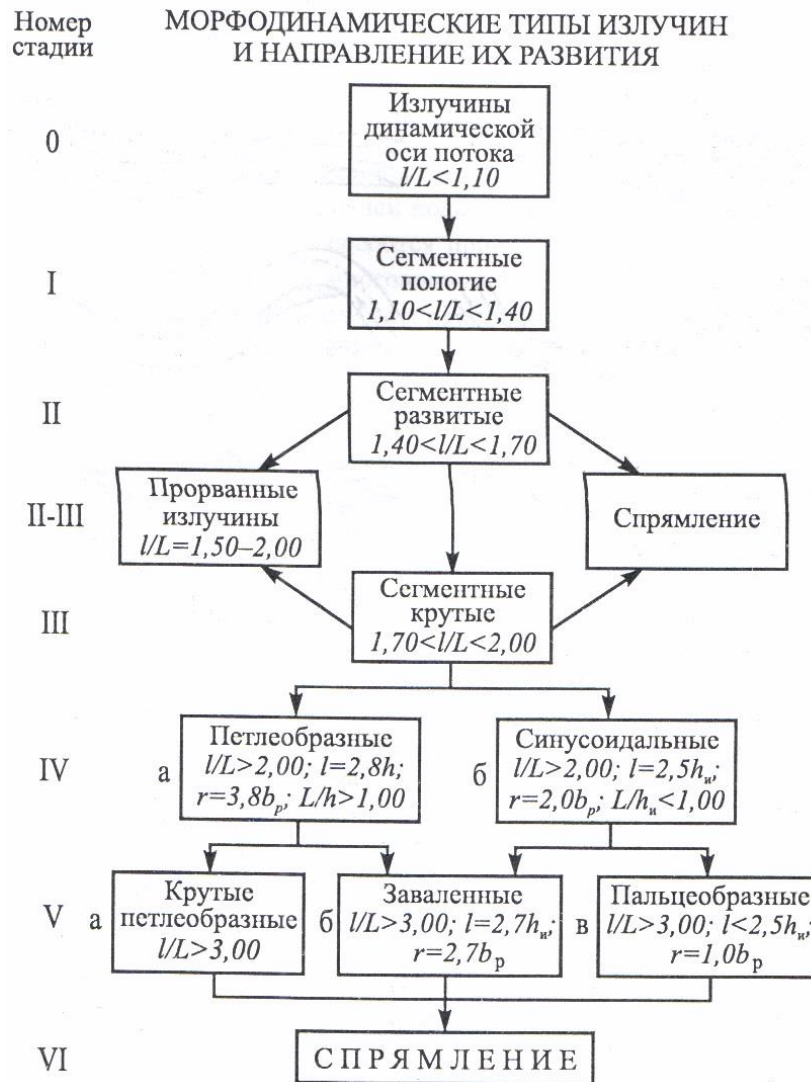 Номер
стадии
МОРФОДИНАМИЧЕСКИЕ ТИПЫ ИЗЛУЧИН
И НАПРАВЛЕНИЕ ИХ РАЗВИТИЯ
0
Излучины
динамической
оси потока
l/L<1,10
I
Сегментные
пологие
1,10<l/L<1,40
II
Сегментные
развитые
1,40<l/L<1,70
II-III
Прорванные
излучины
l/L=1,50–2,00
Спрямление
III
Сегментные
крутые
1,70<l/L<2,00
IV
а
Петлеобразные
l/L>2,00; l=2,8h;
r=3,8bр; L/h>1,00
б
Синусоидальные
l/L>2,00; l=2,5hи;
r=2,0bр; L/hи<1,00
V
а
Крутые
петлеобразные
l/L>3,00
б
Заваленные
l/L>3,00; l=2,7hи;
r=2,7bр
в
Пальцеобразные
l/L>3,00; l<2,5hи;
r=1,0bр
VI
СПРЯМЛЕНИЕ